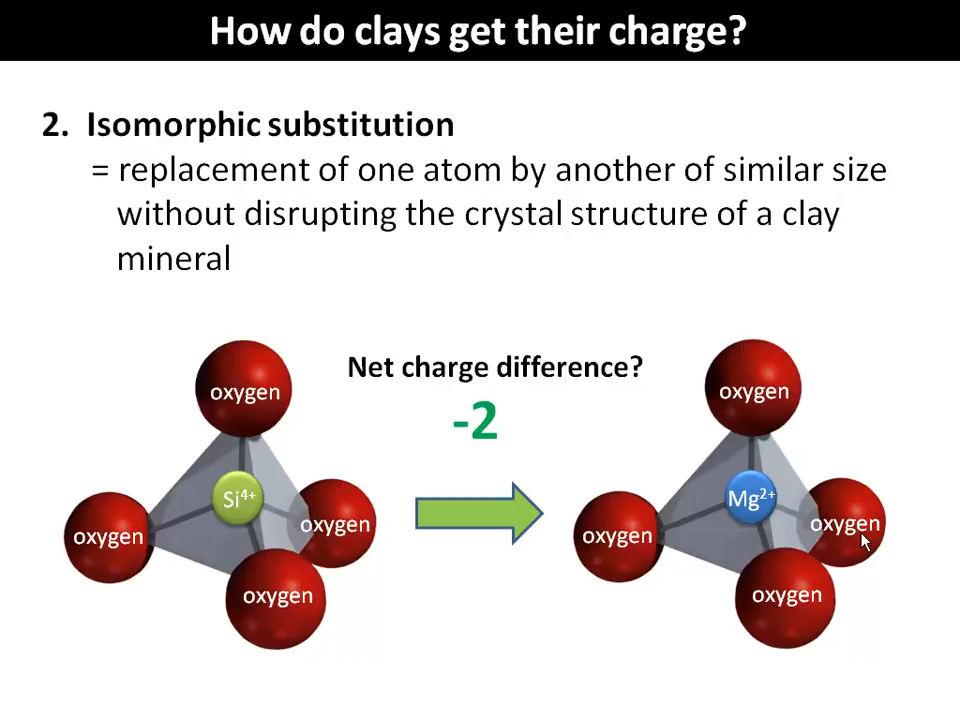 How do clays get their charge?
2. Isomorphic substitution
= replacement of one atom by another of similar size
without disrupting the crystal structure of a clay
mineral
Net charge difference?
-2
oxygen
Si⁴⁺
oxygen
oxygen
oxygen
oxygen
Mg²⁺
oxygen
oxygen
oxygen